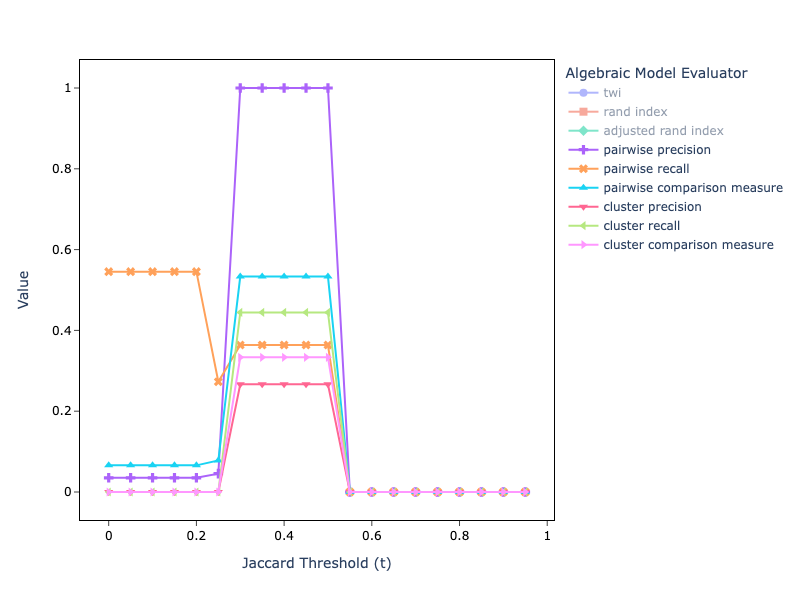 Algebraic Model Evaluator
twi
rand index
adjusted rand index
pairwise precision
pairwise recall
pairwise comparison measure
cluster precision
cluster recall
cluster comparison measure
1
0.8
0.6
0.4
0.2
0
Value
0
0.2
0.4
0.6
0.8
1
Jaccard Threshold (t)